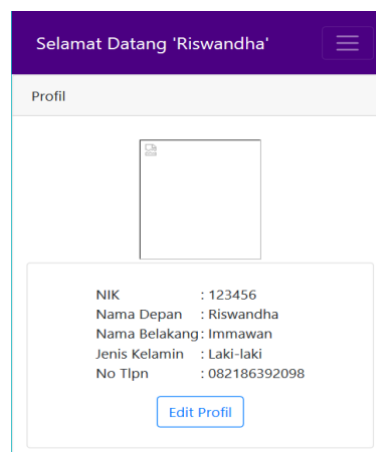 Selamat Datang 'Riswandha'
Profil
NIK : 123456
Nama Depan : Riswandha
Nama Belakang : Immawan
Jenis Kelamin : Laki-laki
No Tlpn : 082186392098
Edit Profil